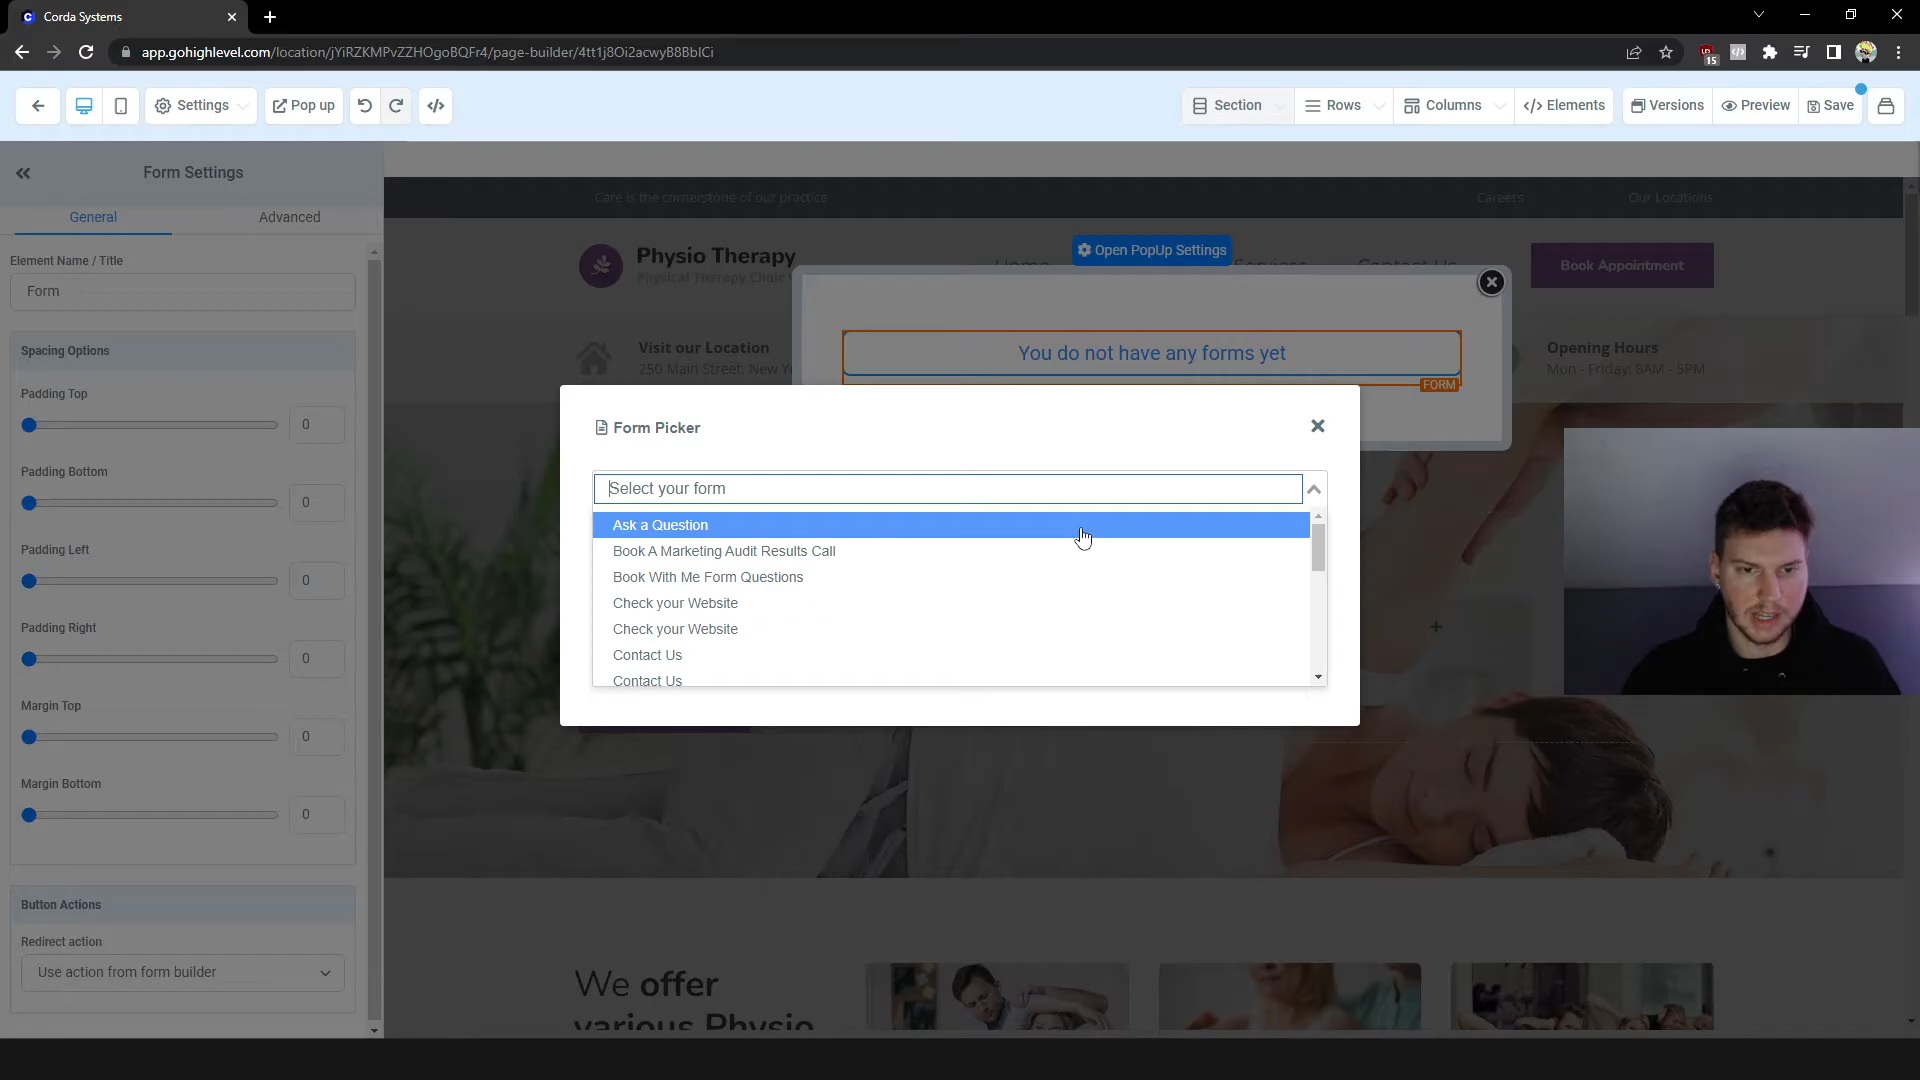 Corda Systems
app.gohighlevel.com/location/jYiRZKMPvZZHOgoBQFr4/page-builder/4tt1j8Oi2acwyB8BbICi
15
Settings
Pop up
Section
Rows
Columns
Elements
Versions
Preview
Save
Form Settings
General
Advanced
Element Name / Title
Form
Spacing Options
Padding Top
0
Padding Bottom
0
Padding Left
0
Padding Right
0
Margin Top
0
Margin Bottom
0
Button Actions
Redirect action
Use action from form builder
Care is the cornerstone of our practice
Careers
Our Locations
Physio Therapy
Physical Therapy Clinic
Open PopUp Settings
Home
Services
Contact Us
Book Appointment
Visit our Location
250 Main Street, New Y
You do not have any forms yet
FORM
Opening Hours
Mon - Friday: 8AM - 5PM
Form Picker
Select your form
Ask a Question
Book A Marketing Audit Results Call
Book With Me Form Questions
Check your Website
Check your Website
Contact Us
Contact Us
We offer
various Physio